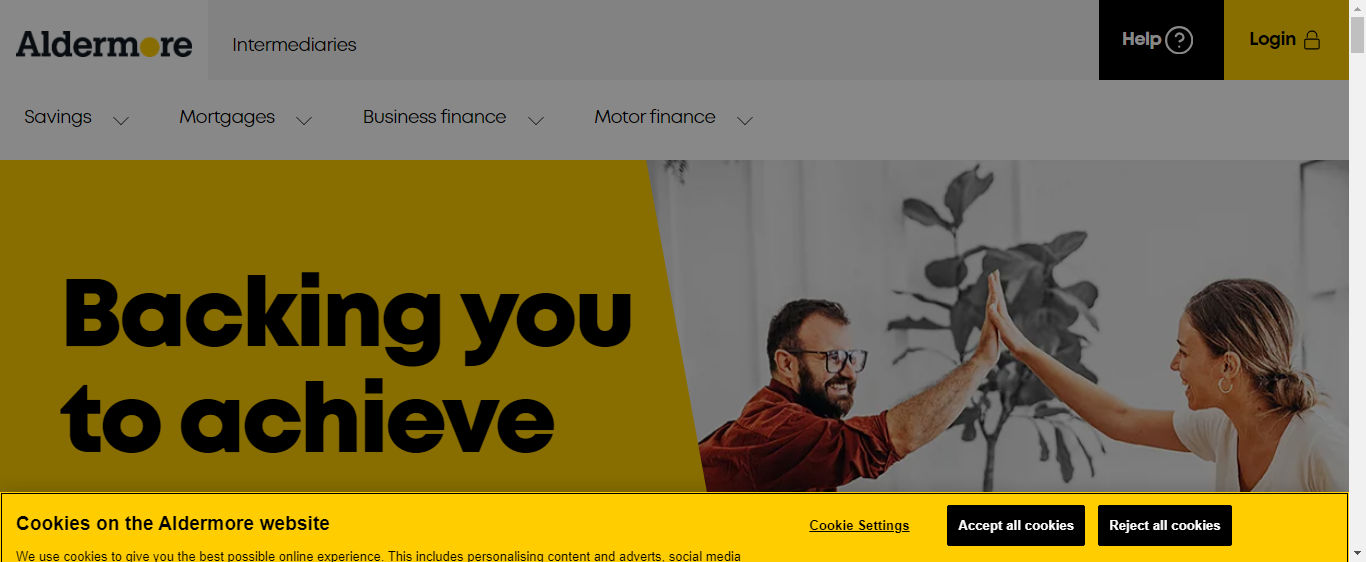 Aldermore
Intermediaries
Help
Login
Savings
Mortgages
Business finance
Motor finance
Backing you
to achieve
Cookies on the Aldermore website
We use cookies to give you the best possible online experience. This includes personalising content and adverts, social media
Cookie Settings
Accept all cookies
Reject all cookies